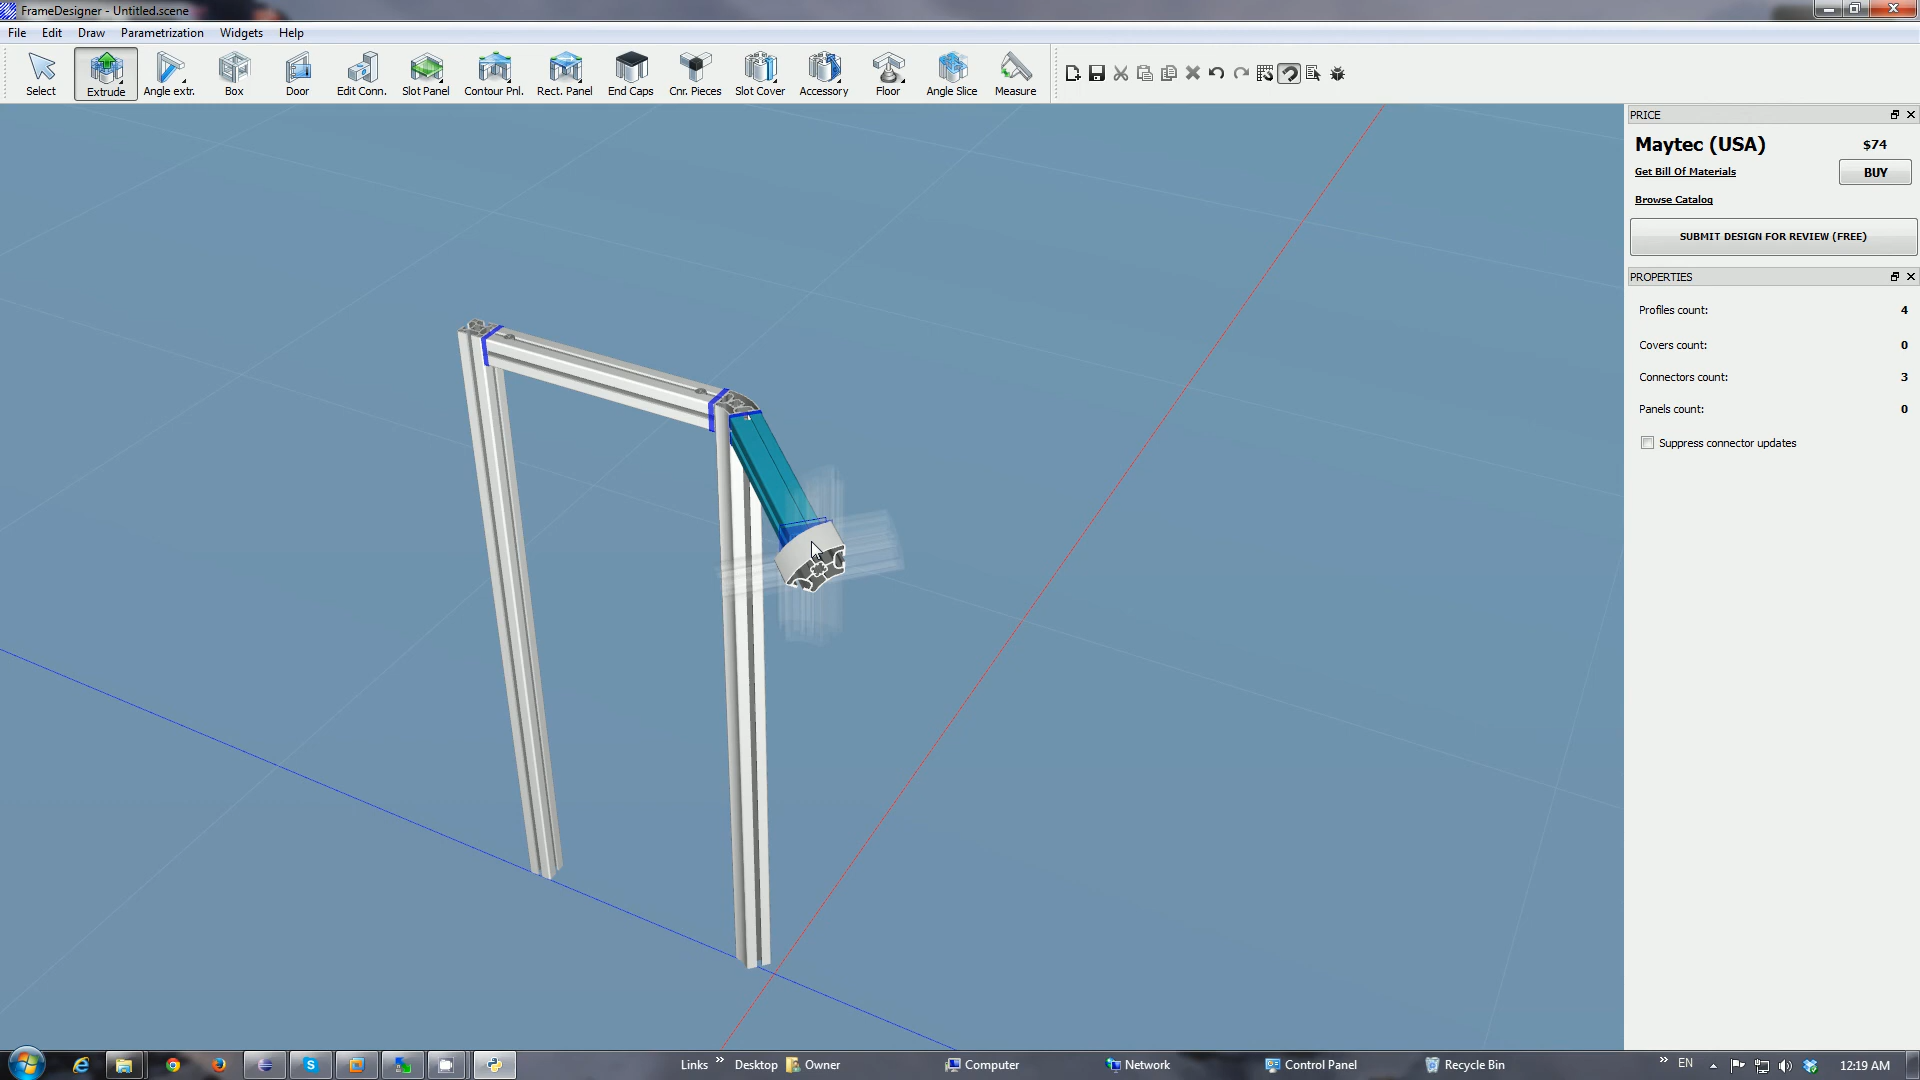 FrameDesigner - Untitled.scene
File Edit Draw Parametrization Widgets Help
Select Extrude Angle extr. Box Door Edit Conn. Slot Panel Contour Pnl. Rect. Panel End Caps Cnr. Pieces Slot Cover Accessory Floor Angle Slice Measure
PRICE
Maytec (USA) $74
Get Bill Of Materials BUY
Browse Catalog
SUBMIT DESIGN FOR REVIEW (FREE)
PROPERTIES
Profiles count: 4
Covers count: 0
Connectors count: 3
Panels count: 0
Suppress connector updates
Links » Desktop Owner Computer Network Control Panel Recycle Bin » EN 12:19 AM